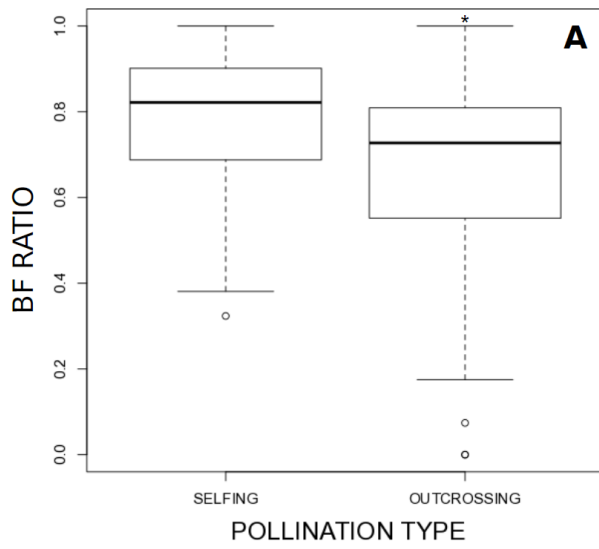 *
A
BF RATIO
1.0
0.8
0.6
0.4
0.2
0.0
SELFING OUTCROSSING
POLLINATION TYPE